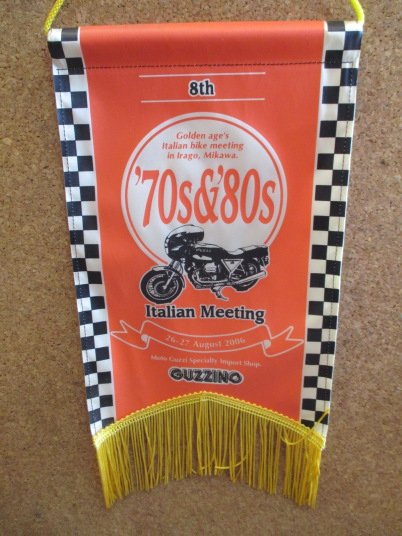 8th
Golden age's
Italian bike meeting
in Irago, Mikawa.
'70s&'80s
Italian Meeting
26-27 August 2006
Moto Guzzi Specialty Import Shop.
GUZZINO